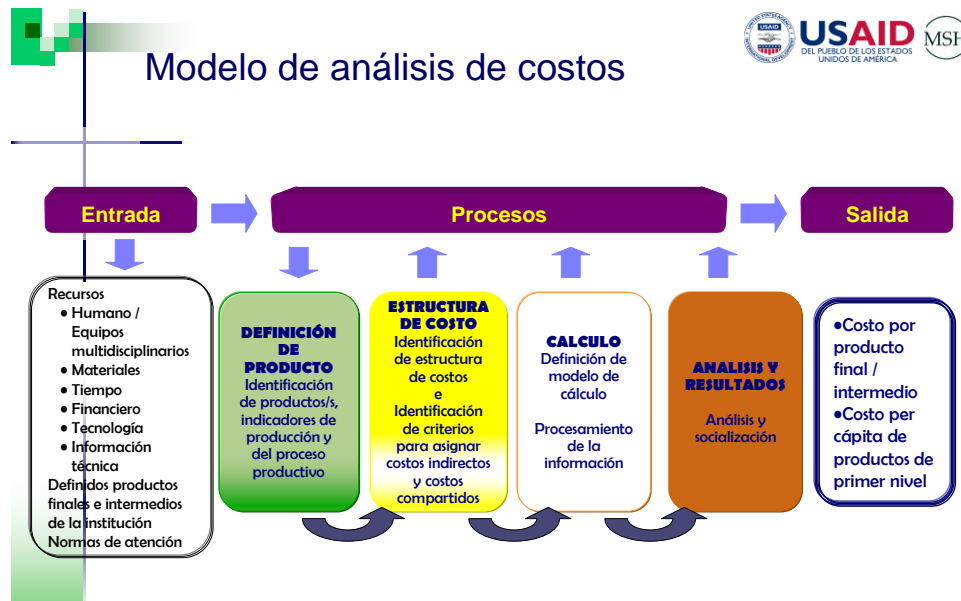 Modelo de análisis de costos
USAID
USAID
DEL PUEBLO DE LOS ESTADOS
UNIDOS DE AMÉRICA
MSH
Entrada
Procesos
Salida
Recursos
• Humano /
Equipos
multidisciplinarios
• Materiales
• Tiempo
• Financiero
• Tecnología
• Información
técnica
Definidos productos
finales e intermedios
de la institución
Normas de atención
DEFINICIÓN
DE
PRODUCTO
Identificación
de productos/s,
indicadores de
producción y
del proceso
productivo
ESTRUCTURA
DE COSTO
Identificación
de estructura
de costos
e
Identificación
de criterios
para asignar
costos indirectos
y costos
compartidos
CALCULO
Definición de
modelo de
cálculo
Procesamiento
de la
información
ANALISIS Y
RESULTADOS
Análisis y
socialización
•Costo por
producto
final /
intermedio
•Costo per
cápita de
productos de
primer nivel